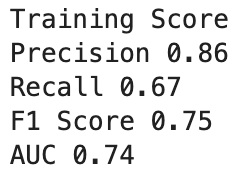 Training Score
Precision 0.86
Recall 0.67
F1 Score 0.75
AUC 0.74